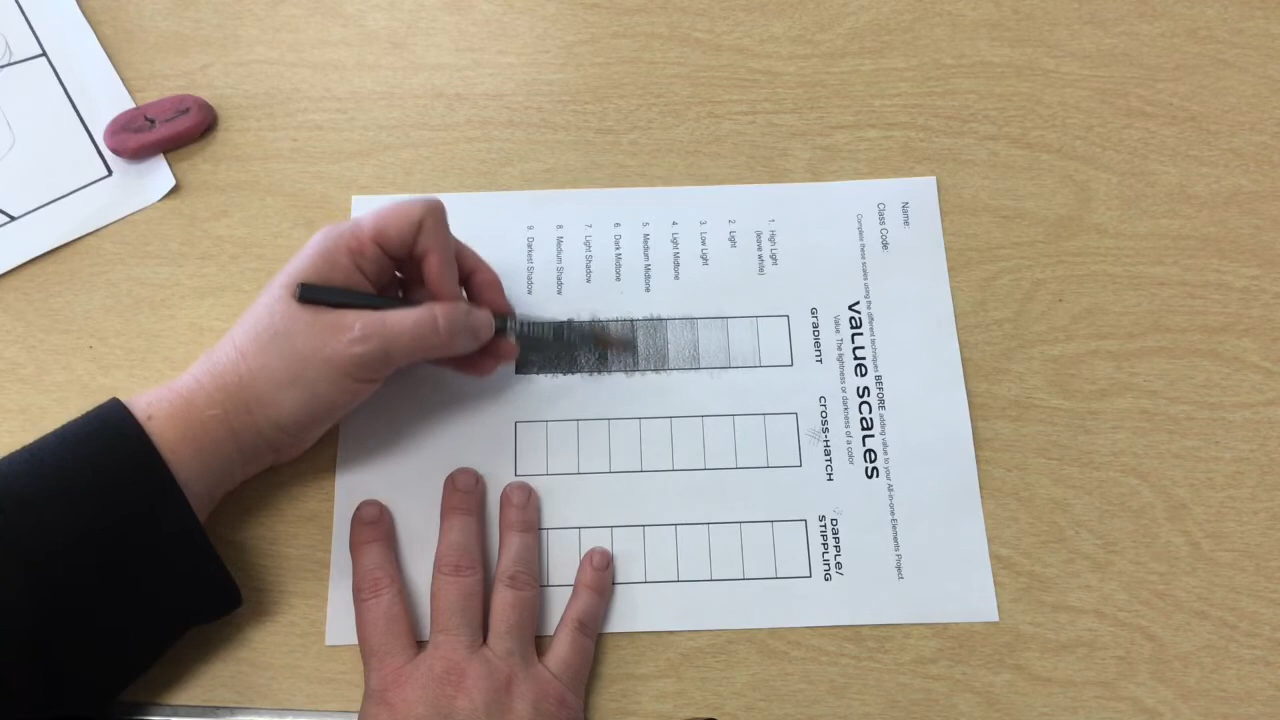 Name:
Class Code:
Complete these scales using the different techniques BEFORE adding value to your All-in-one-Elements Project.
Value Scales
Value: The lightness or darkness of a color
Gradient
Cross-Hatch
Dapple/
Stippling
1. High Light
(leave white)
2. Light
3. Low Light
4. Light Midtone
5. Medium Midtone
6. Dark Midtone
7. Light Shadow
8. Medium Shadow
9. Darkest Shadow